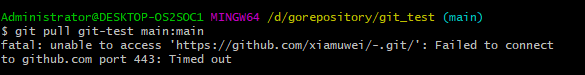 Administrator@DESKTOP-OS2SOC1 MINGW64 /d/gorepository/git_test (main)
$ git pull git-test main:main
fatal: unable to access 'https://github.com/xiamuwei/-.git/': Failed to connect
to github.com port 443: Timed out